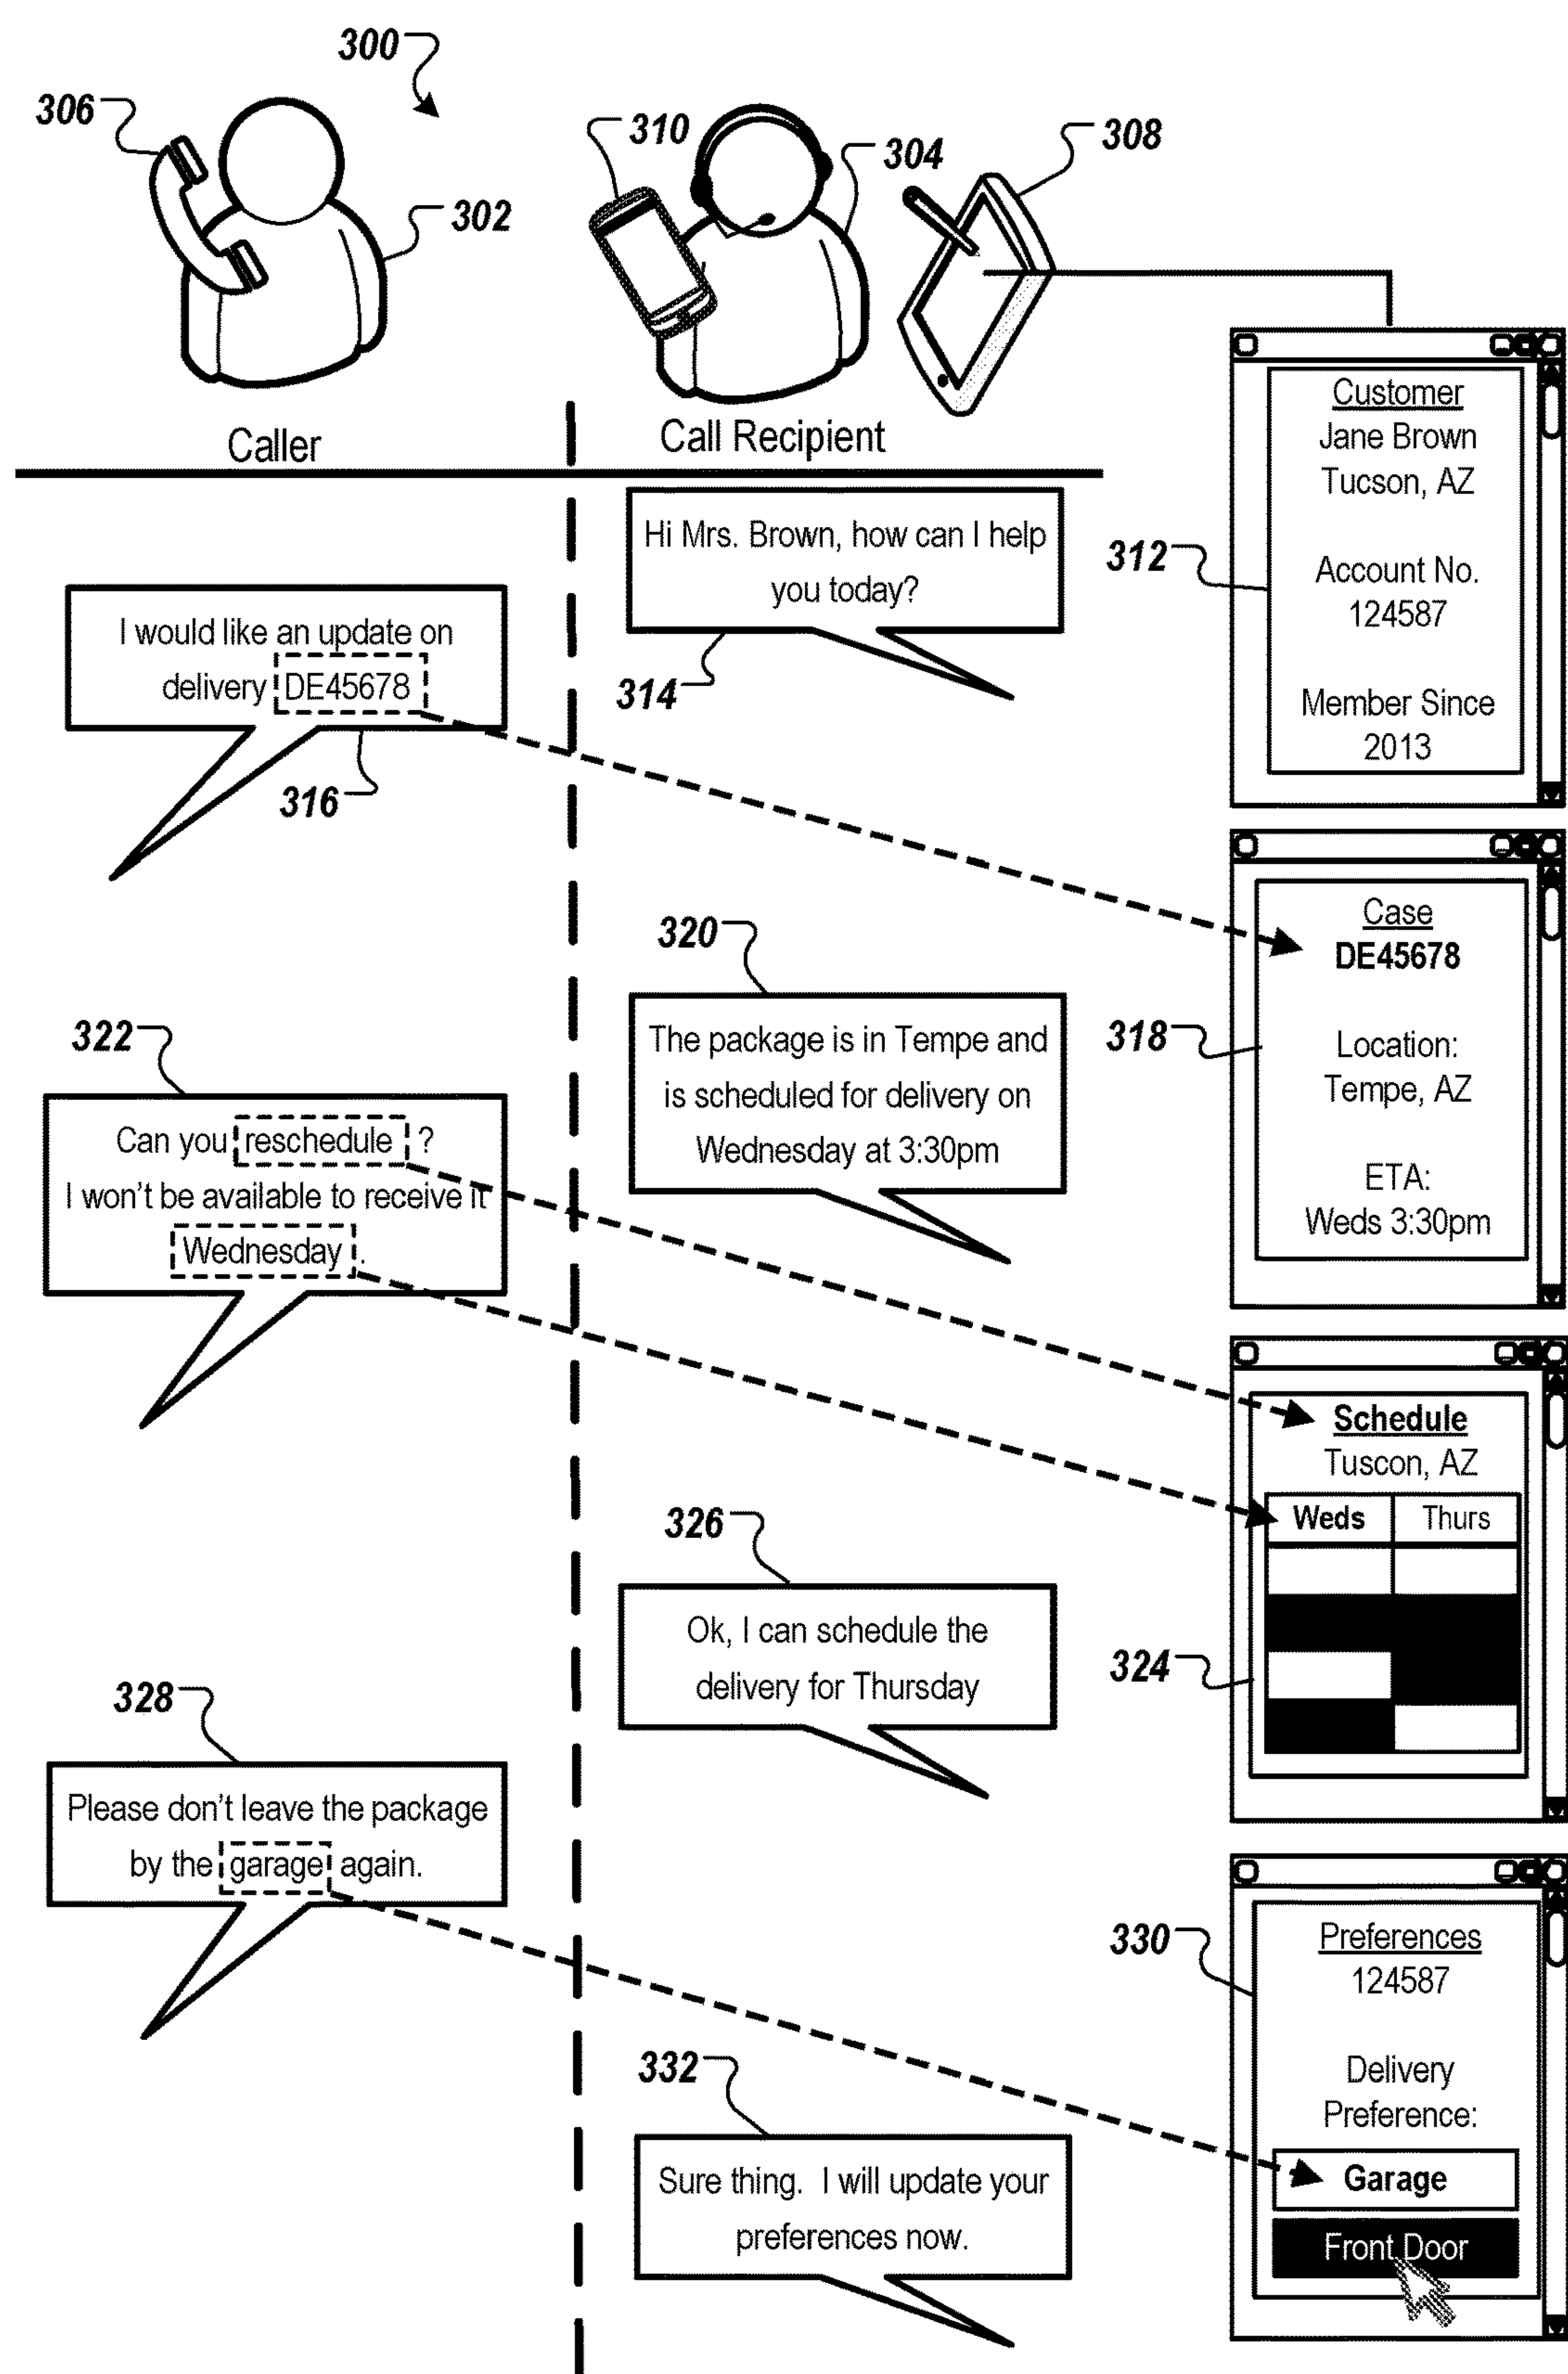 300
306
310
304
308
302
Caller
Call Recipient
Customer
Jane Brown
Tucson, AZ
Account No.
124587
Member Since
2013
312
Hi Mrs. Brown, how can I help
you today?
314
I would like an update on
delivery DE45678
316
Case
DE45678
Location:
Tempe, AZ
ETA:
Weds 3:30pm
318
320
The package is in Tempe and
is scheduled for delivery on
Wednesday at 3:30pm
322
Can you reschedule ?
I won't be available to receive it
Wednesday .
Schedule
Tuscon, AZ
Weds Thurs
324
326
Ok, I can schedule the
delivery for Thursday
328
Please don't leave the package
by the garage again.
330
Preferences
124587
Delivery
Preference:
Garage
Front Door
332
Sure thing. I will update your
preferences now.